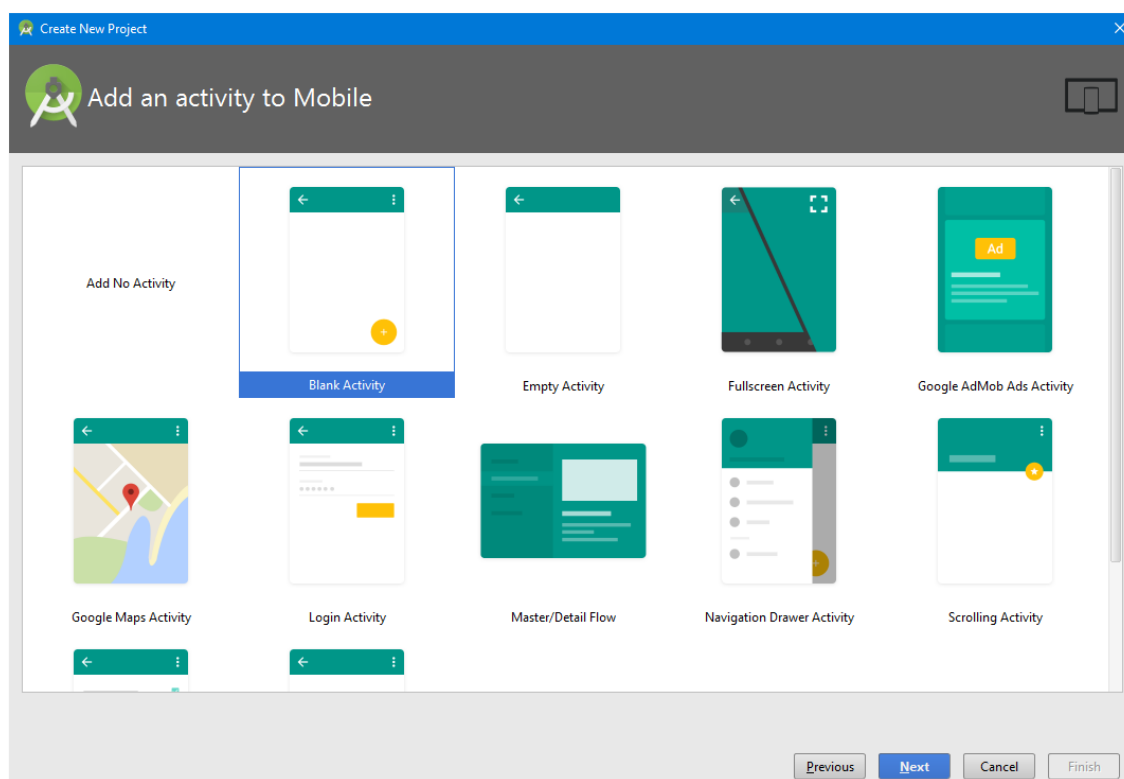 Create New Project
Add an activity to Mobile
Add No Activity
Blank Activity
Empty Activity
Fullscreen Activity
Ad
Google AdMob Ads Activity
Google Maps Activity
Login Activity
Master/Detail Flow
Navigation Drawer Activity
Scrolling Activity
Previous
Next
Cancel
Finish